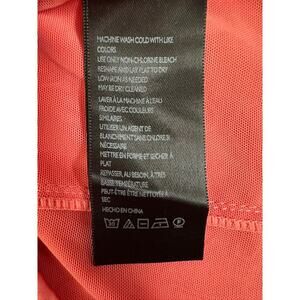 MACHINE WASH COLD WITH LIKE
COLORS
USE ONLY NON-CHLORINE BLEACH
RESHAPE AND LAY FLAT TO DRY
LOW IRON AS NEEDED
MAY BE DRY CLEANED
LAVER À LA MACHINE À L'EAU
FROIDE AVEC COULEURS
SIMILAIRES
UTILIZER UN AGENT DE
BLANCHIMENT SANS CHLORE SI
NÉCESSAIRE
METTRE EN FORME ET SÉCHER À
PLAT
REPASSER, AU BESOIN, À TRÈS
BASSE TEMPÉRATURE
PEUT ÊTRE NETTOYÉ À
SEC
HECHO EN CHINA